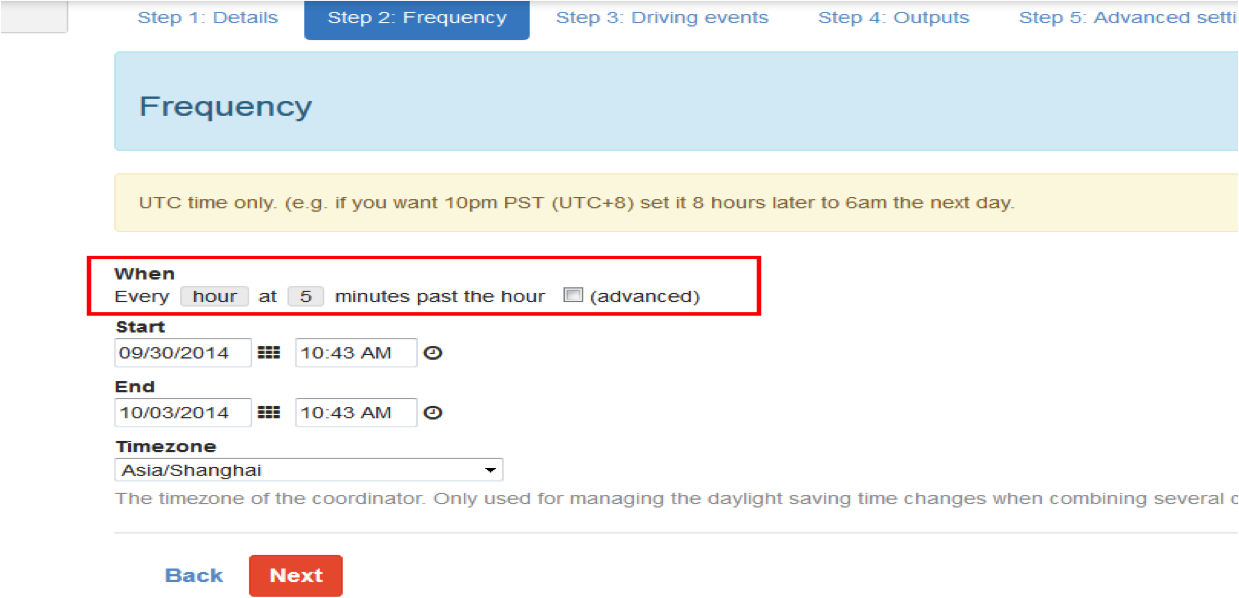 Step 1: Details Step 2: Frequency Step 3: Driving events Step 4: Outputs Step 5: Advanced setti
Frequency
UTC time only. (e.g. if you want 10pm PST (UTC+8) set it 8 hours later to 6am the next day.
When
Every hour at 5 minutes past the hour (advanced)
Start
09/30/2014 10:43 AM
End
10/03/2014 10:43 AM
Timezone
Asia/Shanghai
The timezone of the coordinator. Only used for managing the daylight saving time changes when combining several
Back Next